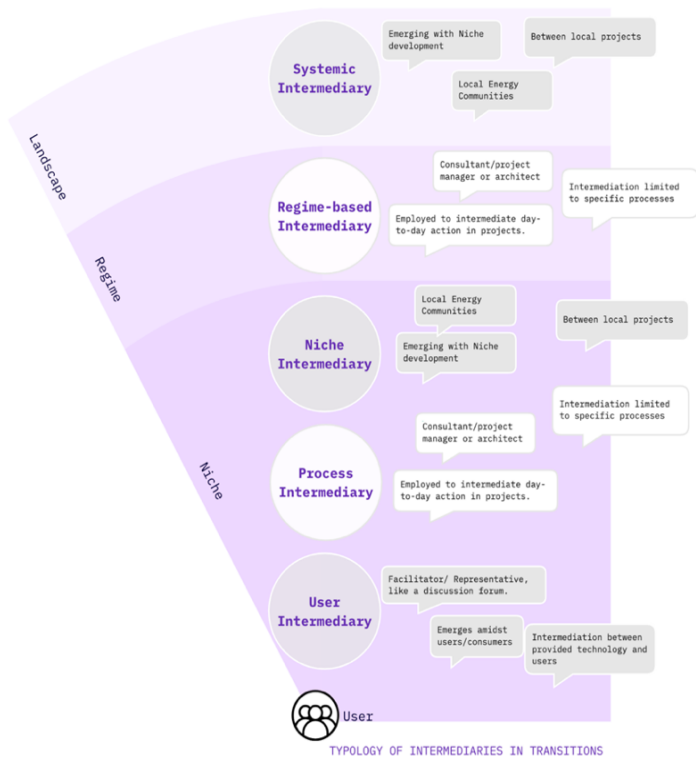 Landscape
Systemic
Intermediary
Emerging with Niche
development
Between local projects
Local Energy
Communities
Regime
Regime-based
Intermediary
Consultant/project
manager or architect
Intermediation limited
to specific processes
Employed to intermediate day-
to-day action in projects.
Niche
Niche
Intermediary
Local Energy
Communities
Between local projects
Emerging with Niche
development
Process
Intermediary
Intermediation limited
to specific processes
Consultant/project
manager or architect
Employed to intermediate day-
to-day action in projects.
User
Intermediary
Facilitator/ Representative,
like a discussion forum.
Emerges amidst
users/consumers
Intermediation between
provided technology and
users
User
TYPOLOGY OF INTERMEDIARIES IN TRANSITIONS